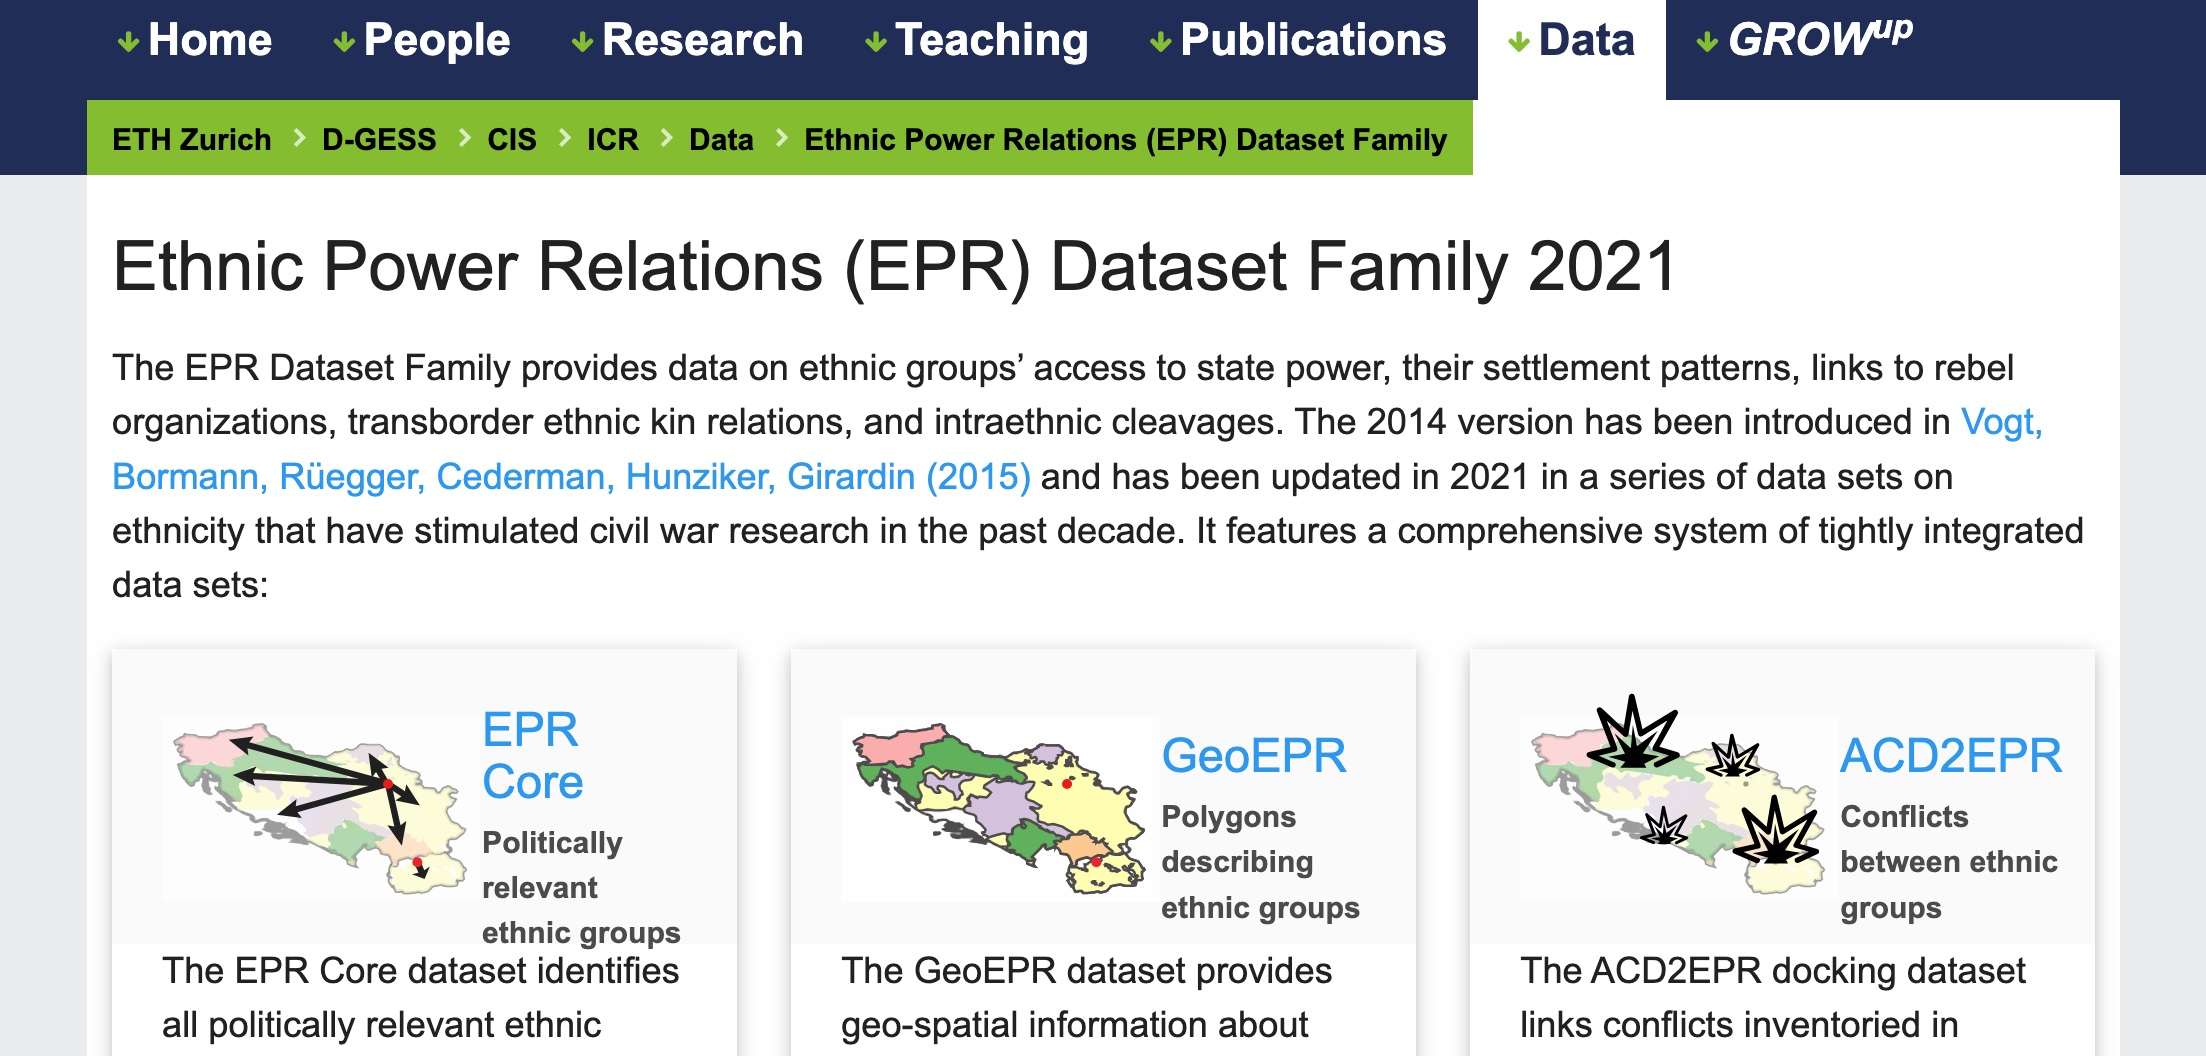 Home People Research Teaching Publications Data GROWup
ETH Zurich > D-GESS > CIS > ICR > Data > Ethnic Power Relations (EPR) Dataset Family
Ethnic Power Relations (EPR) Dataset Family 2021
The EPR Dataset Family provides data on ethnic groups’ access to state power, their settlement patterns, links to rebel
organizations, transborder ethnic kin relations, and intraethnic cleavages. The 2014 version has been introduced in Vogt,
Bormann, Rüegger, Cederman, Hunziker, Girardin (2015) and has been updated in 2021 in a series of data sets on
ethnicity that have stimulated civil war research in the past decade. It features a comprehensive system of tightly integrated
data sets:
EPR
Core
Politically
relevant
ethnic groups
The EPR Core dataset identifies
all politically relevant ethnic
GeoEPR
Polygons
describing
ethnic groups
The GeoEPR dataset provides
geo-spatial information about
ACD2EPR
Conflicts
between ethnic
groups
The ACD2EPR docking dataset
links conflicts inventoried in